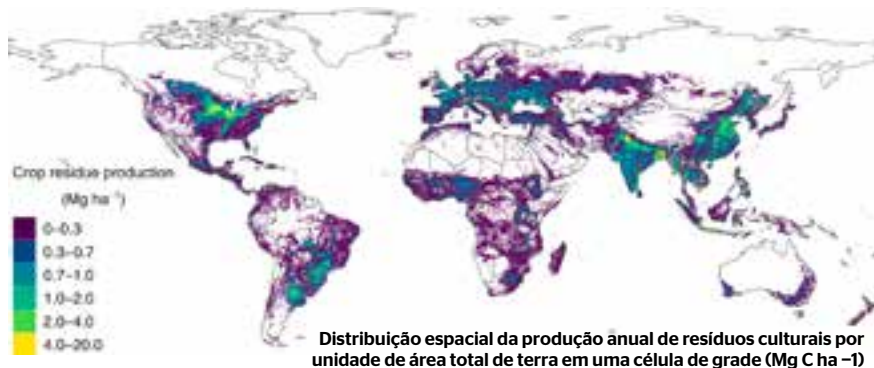 Crop residue production
(Mg ha⁻¹)
0–0.3
0.3–0.7
0.7–1.0
1.0–2.0
2.0–4.0
4.0–20.0
Distribuição espacial da produção anual de resíduos culturais por
unidade de área total de terra em uma célula de grade (Mg C ha –1)